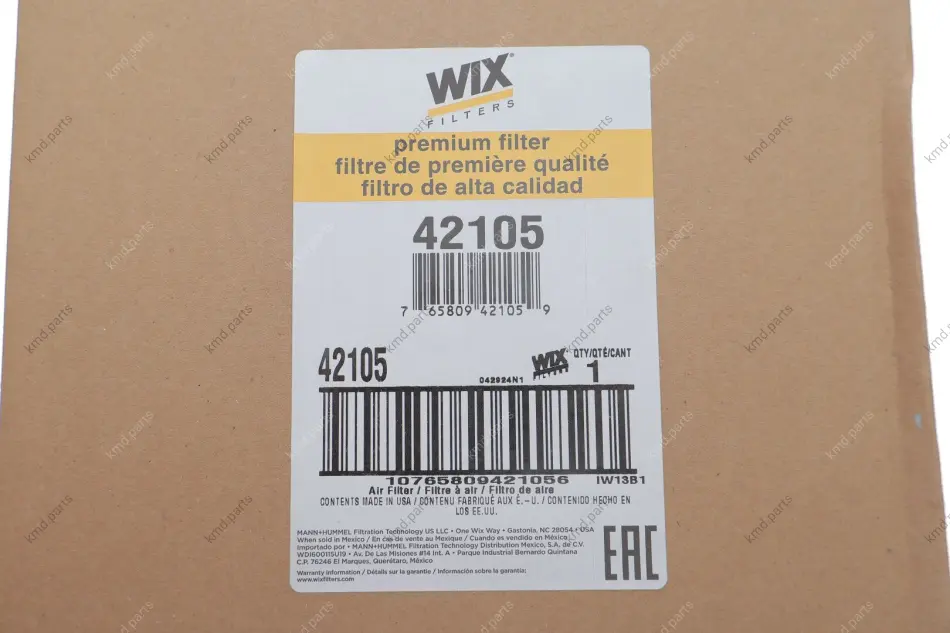 WIX
FILTERS
premium filter
filtre de première qualité
filtro de alta calidad
42105
7 65809 42105 9
42105 042924N1 WIX FILTERS QTY/QTÉ/CANT
1
10765809421056 IW13B1
Air Filter / Filtre à air / Filtro de aire
CONTENTS MADE IN USA / CONTENU FABRIQUÉ AUX É.-U. / CONTENIDO HECHO EN
LOS EE.UU.
MANN+HUMMEL Filtration Technology US LLC • One Wix Way • Gastonia, NC 28054 / USA
When sold in Mexico / En cas de vente au Mexique / Cuando es vendido en México
Importado por • MANN+HUMMEL Filtration Technology Distribution Mexico, S.A. de C.V.
WDI600115U19 • Av. De Las Misiones #14 Int. A • Parque Industrial Bernardo Quintana
C.P. 76246 El Marques, Querétaro, México
EAC
Warranty information / Détails sur la garantie / Información sobre la garantía:
www.wixfilters.com
kmd.parts